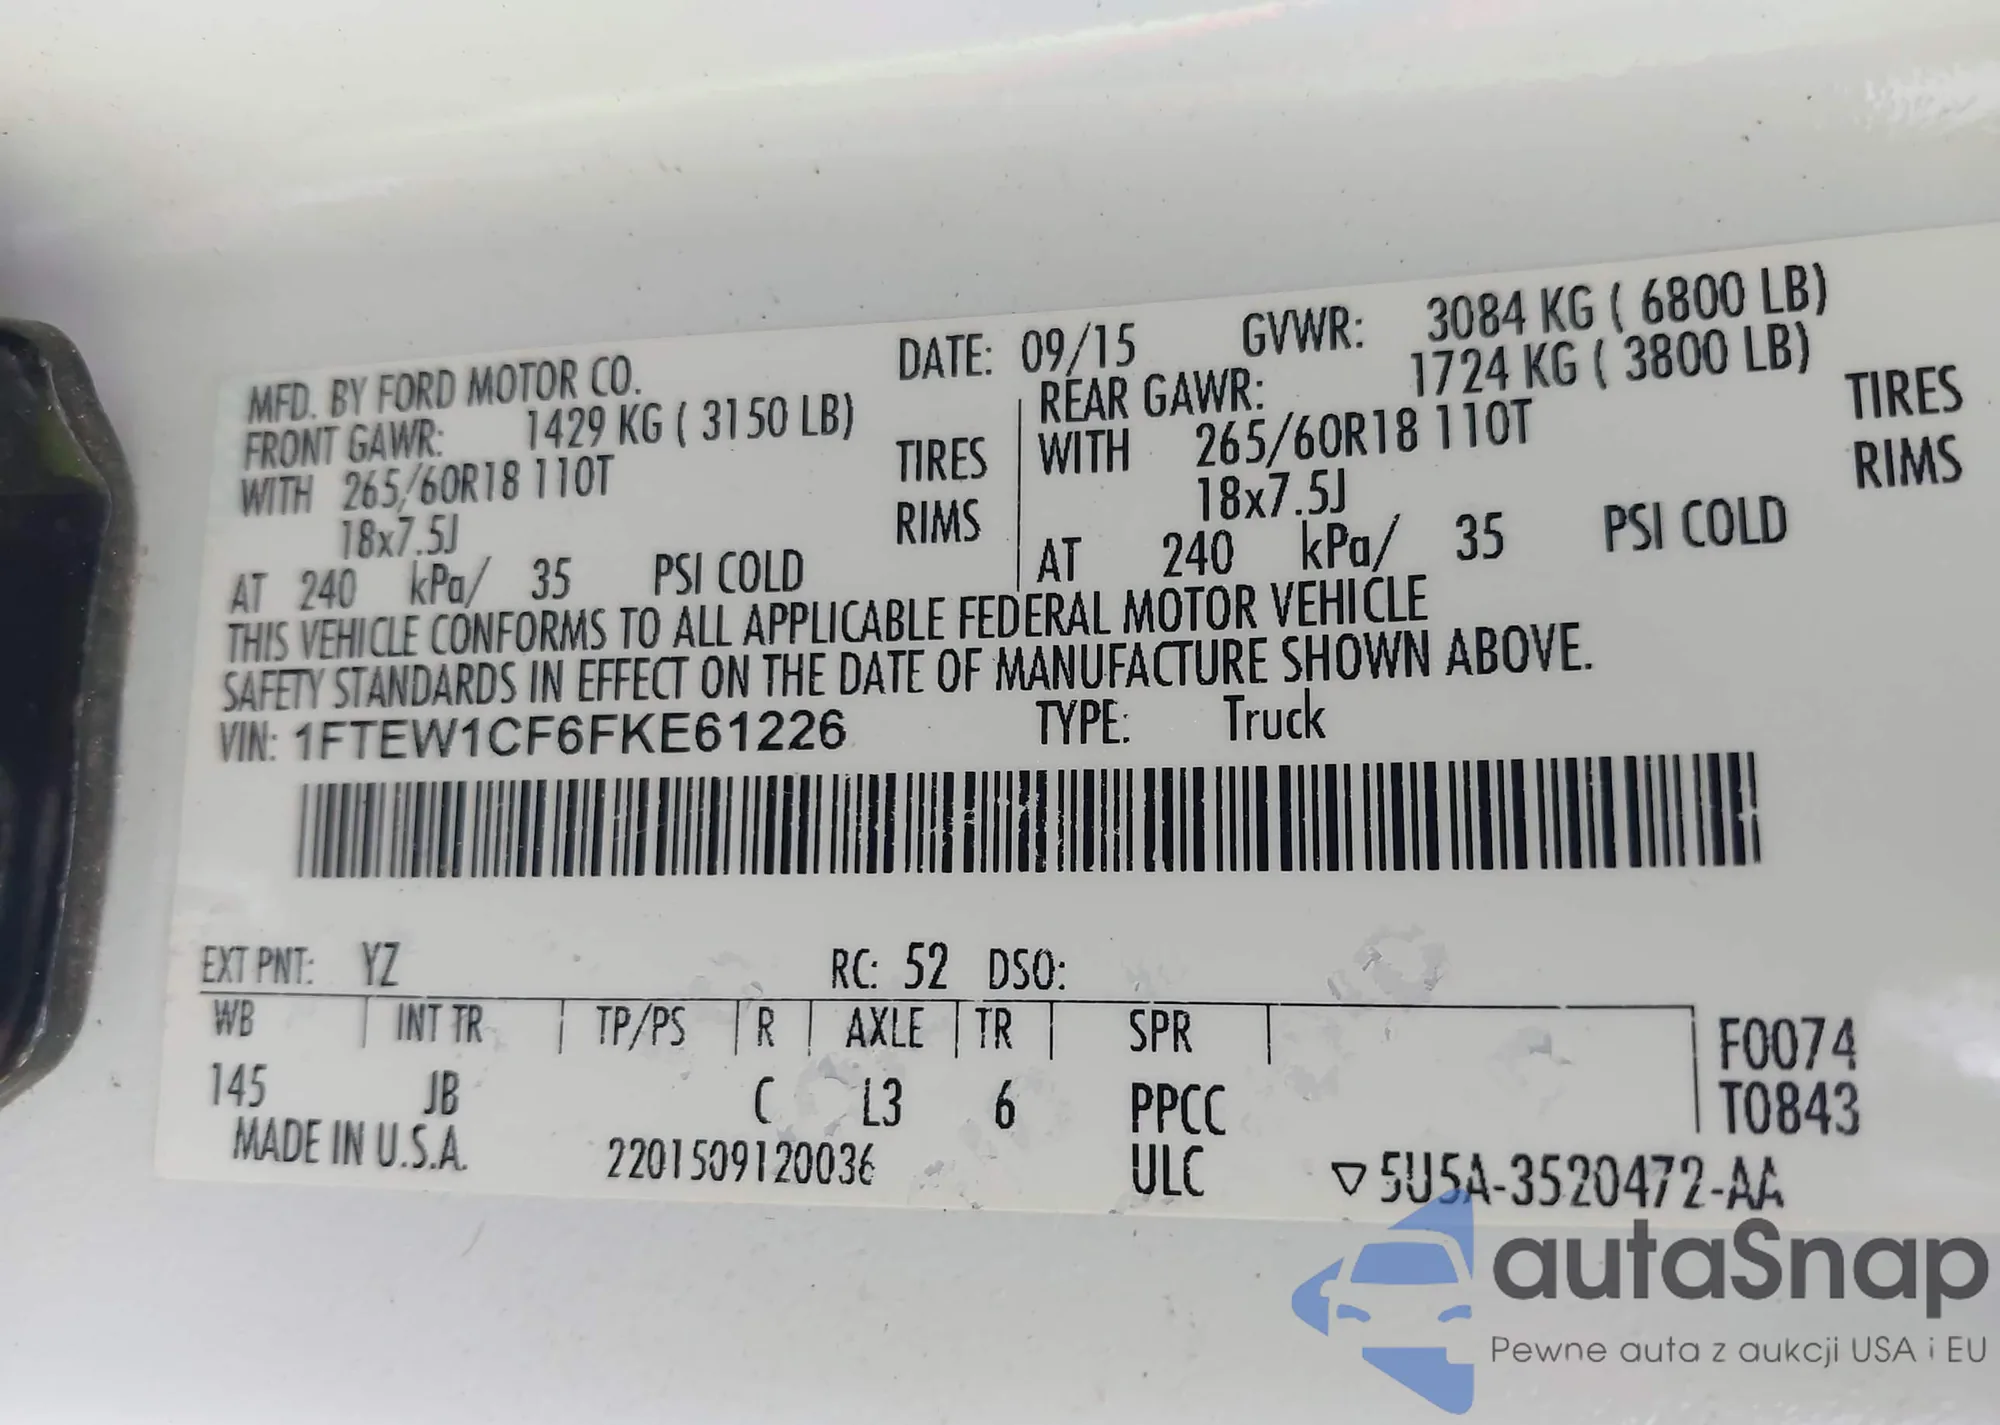 MFD. BY FORD MOTOR CO. DATE: 09/15 GVWR: 3084 KG ( 6800 LB)
FRONT GAWR: 1429 KG ( 3150 LB) REAR GAWR: 1724 KG ( 3800 LB)
WITH 265/60R18 110T TIRES WITH 265/60R18 110T TIRES
18x7.5J RIMS 18x7.5J RIMS
AT 240 kPa/ 35 PSI COLD AT 240 kPa/ 35 PSI COLD
THIS VEHICLE CONFORMS TO ALL APPLICABLE FEDERAL MOTOR VEHICLE
SAFETY STANDARDS IN EFFECT ON THE DATE OF MANUFACTURE SHOWN ABOVE.
VIN: 1FTEW1CF6FKE61226 TYPE: Truck
EXT PNT: YZ RC: 52 DSO:
WB INT TR TP/PS R AXLE TR SPR F0074
145 JB C L3 6 PPCC T0843
MADE IN U.S.A. 2201509120036 ULC ▽5U5A-3520472-AA
autaSnap
Pewne auta z aukcji USA i EU